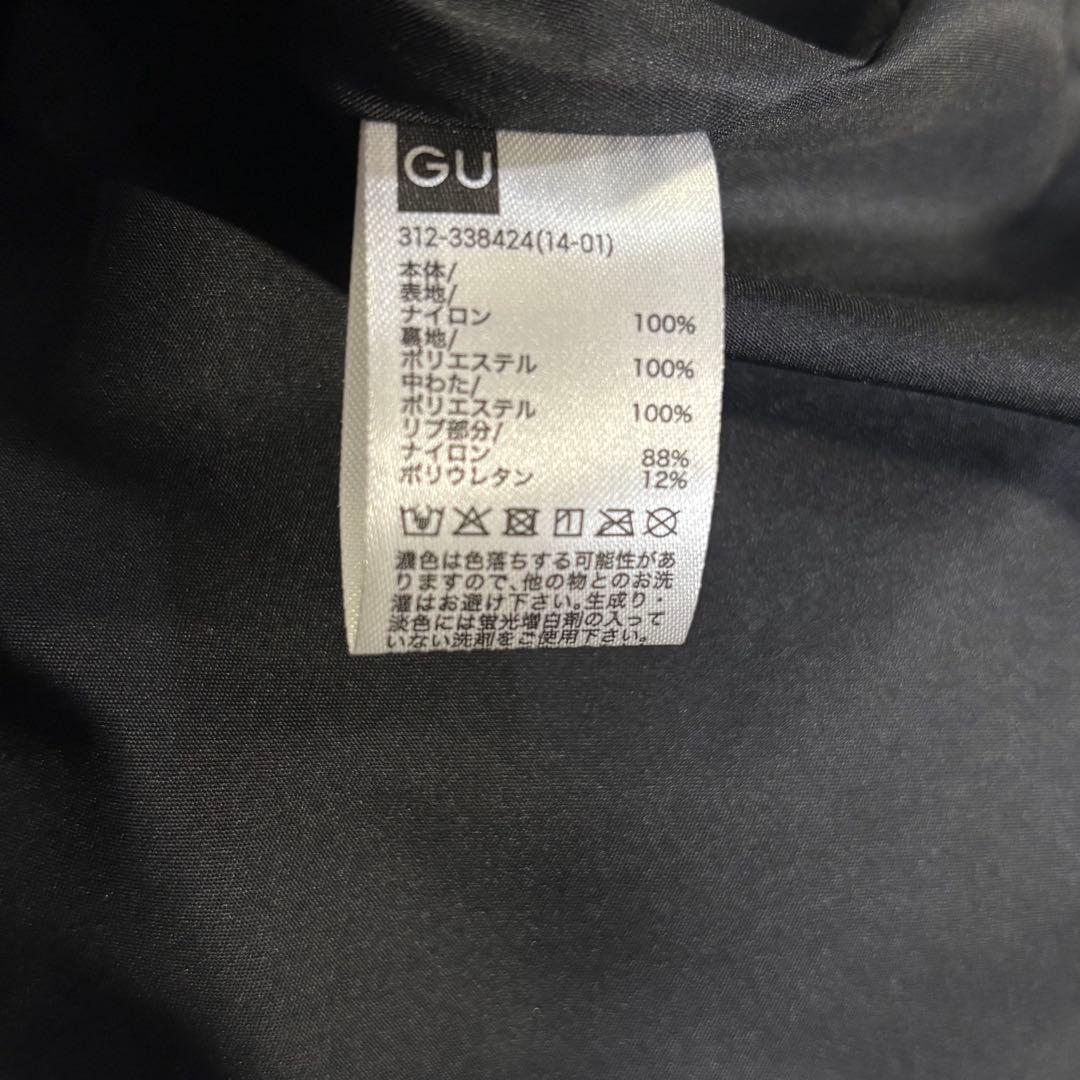 GU
312-338424(14-01)
本体/
表地/
ナイロン 100%
裏地/
ポリエステル 100%
中わた/
ポリエステル 100%
リブ部分/
ナイロン 88%
ポリウレタン 12%
濃色は色落ちする可能性があ
りますので、他の物とのお洗
濯はお避け下さい。生成り・
淡色には蛍光増白剤の入って
いない洗剤をご使用下さい。